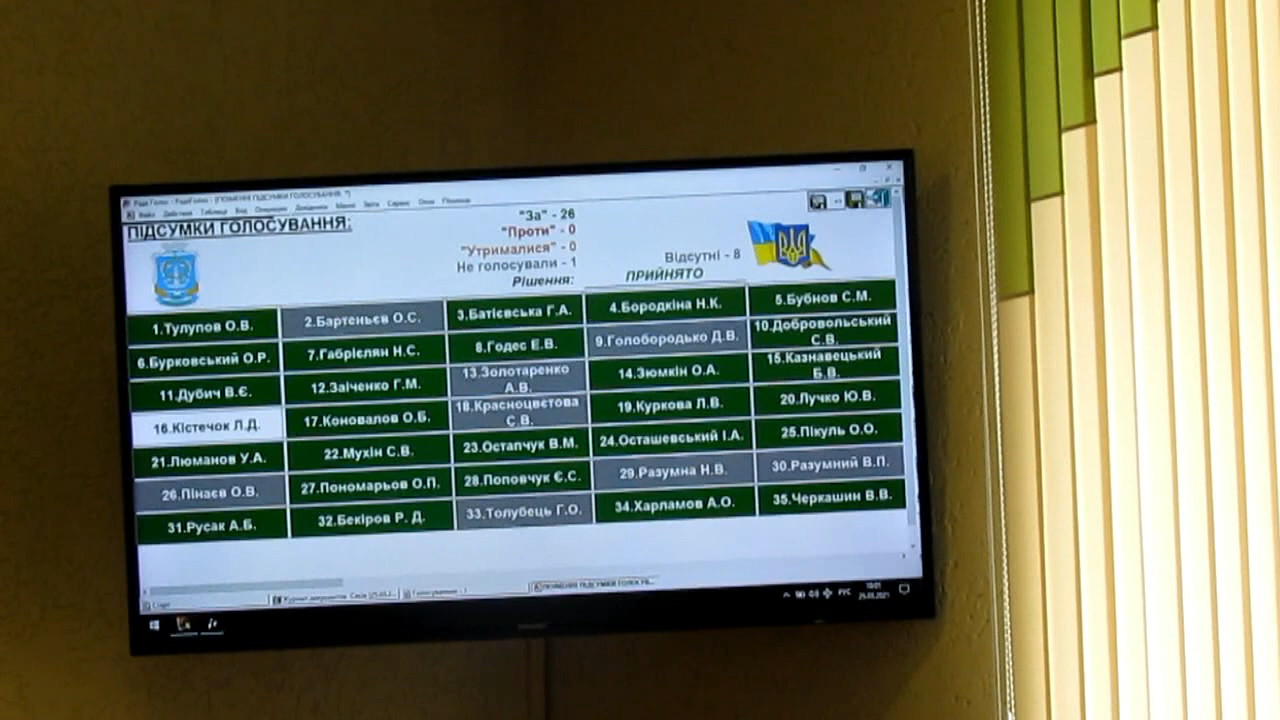 ПІДСУМКИ ГОЛОСУВАННЯ:
"За" - 26
"Проти" - 0
"Утрималися" - 0
Не голосували - 1
Відсутні - 8
Рішення: ПРИЙНЯТО
1.Тулупов О.В. 2.Бартеньєв О.С. 3.Батієвська Г.А. 4.Бородкіна Н.К. 5.Бубнов С.М.
6.Бурковський О.Р. 7.Габрієлян Н.С. 8.Годес Е.В. 9.Голобородько Д.В. 10.Добровольський С.В.
11.Дубич В.Є. 12.Заіченко Г.М. 13.Золотаренко А.В. 14.Зюмкін О.А. 15.Казнавецький Б.В.
16.Кістечок Л.Д. 17.Коновалов О.Б. 18.Красноцвєтова С.В. 19.Куркова Л.В. 20.Лучко Ю.В.
21.Люманов У.А. 22.Мухін С.В. 23.Остапчук В.М. 24.Осташевський І.А. 25.Пікуль О.О.
26.Пінаєв О.В. 27.Пономарьов О.П. 28.Поповчук Є.С. 29.Разумна Н.В. 30.Разумний В.П.
31.Русак А.Б. 32.Бекіров Р. Д. 33.Толубець Г.О. 34.Харламов А.О. 35.Черкашин В.В.
РУС